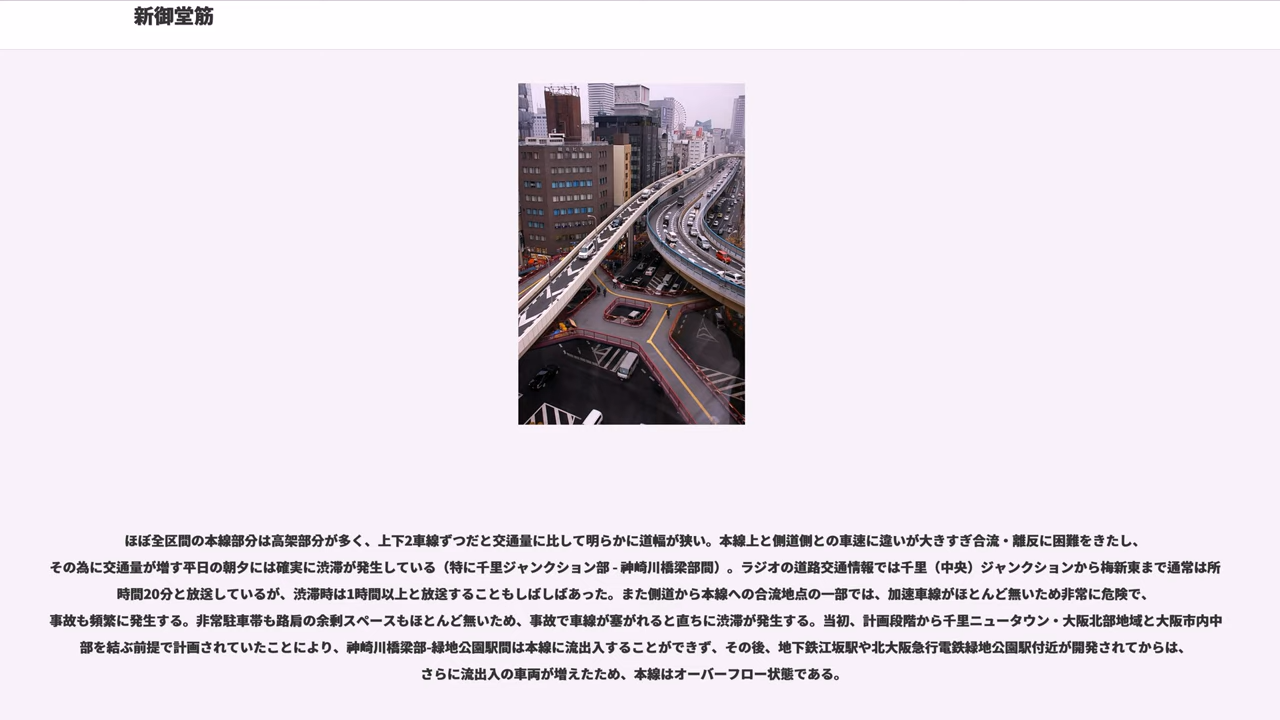 新御堂筋
ほぼ全区間の本線部分は高架部分が多く、上下2車線ずつだと交通量に比して明らかに道幅が狭い。本線上と側道側との車速に違いが大きすぎ合流・離反に困難をきたし、
その為に交通量が増す平日の朝夕には確実に渋滞が発生している（特に千里ジャンクション部 - 神崎川橋梁部間）。ラジオの道路交通情報では千里（中央）ジャンクションから梅新東まで通常は所
時間20分と放送しているが、渋滞時は1時間以上と放送することもしばしばあった。また側道から本線への合流地点の一部では、加速車線がほとんど無いため非常に危険で、
事故も頻繁に発生する。非常駐車帯も路肩の余剰スペースもほとんど無いため、事故で車線が塞がれると直ちに渋滞が発生する。当初、計画段階から千里ニュータウン・大阪北部地域と大阪市内中
部を結ぶ前提で計画されていたことにより、神崎川橋梁部-緑地公園駅間は本線に流出入することができず、その後、地下鉄江坂駅や北大阪急行電鉄緑地公園駅付近が開発されてからは、
さらに流出入の車両が増えたため、本線はオーバーフロー状態である。